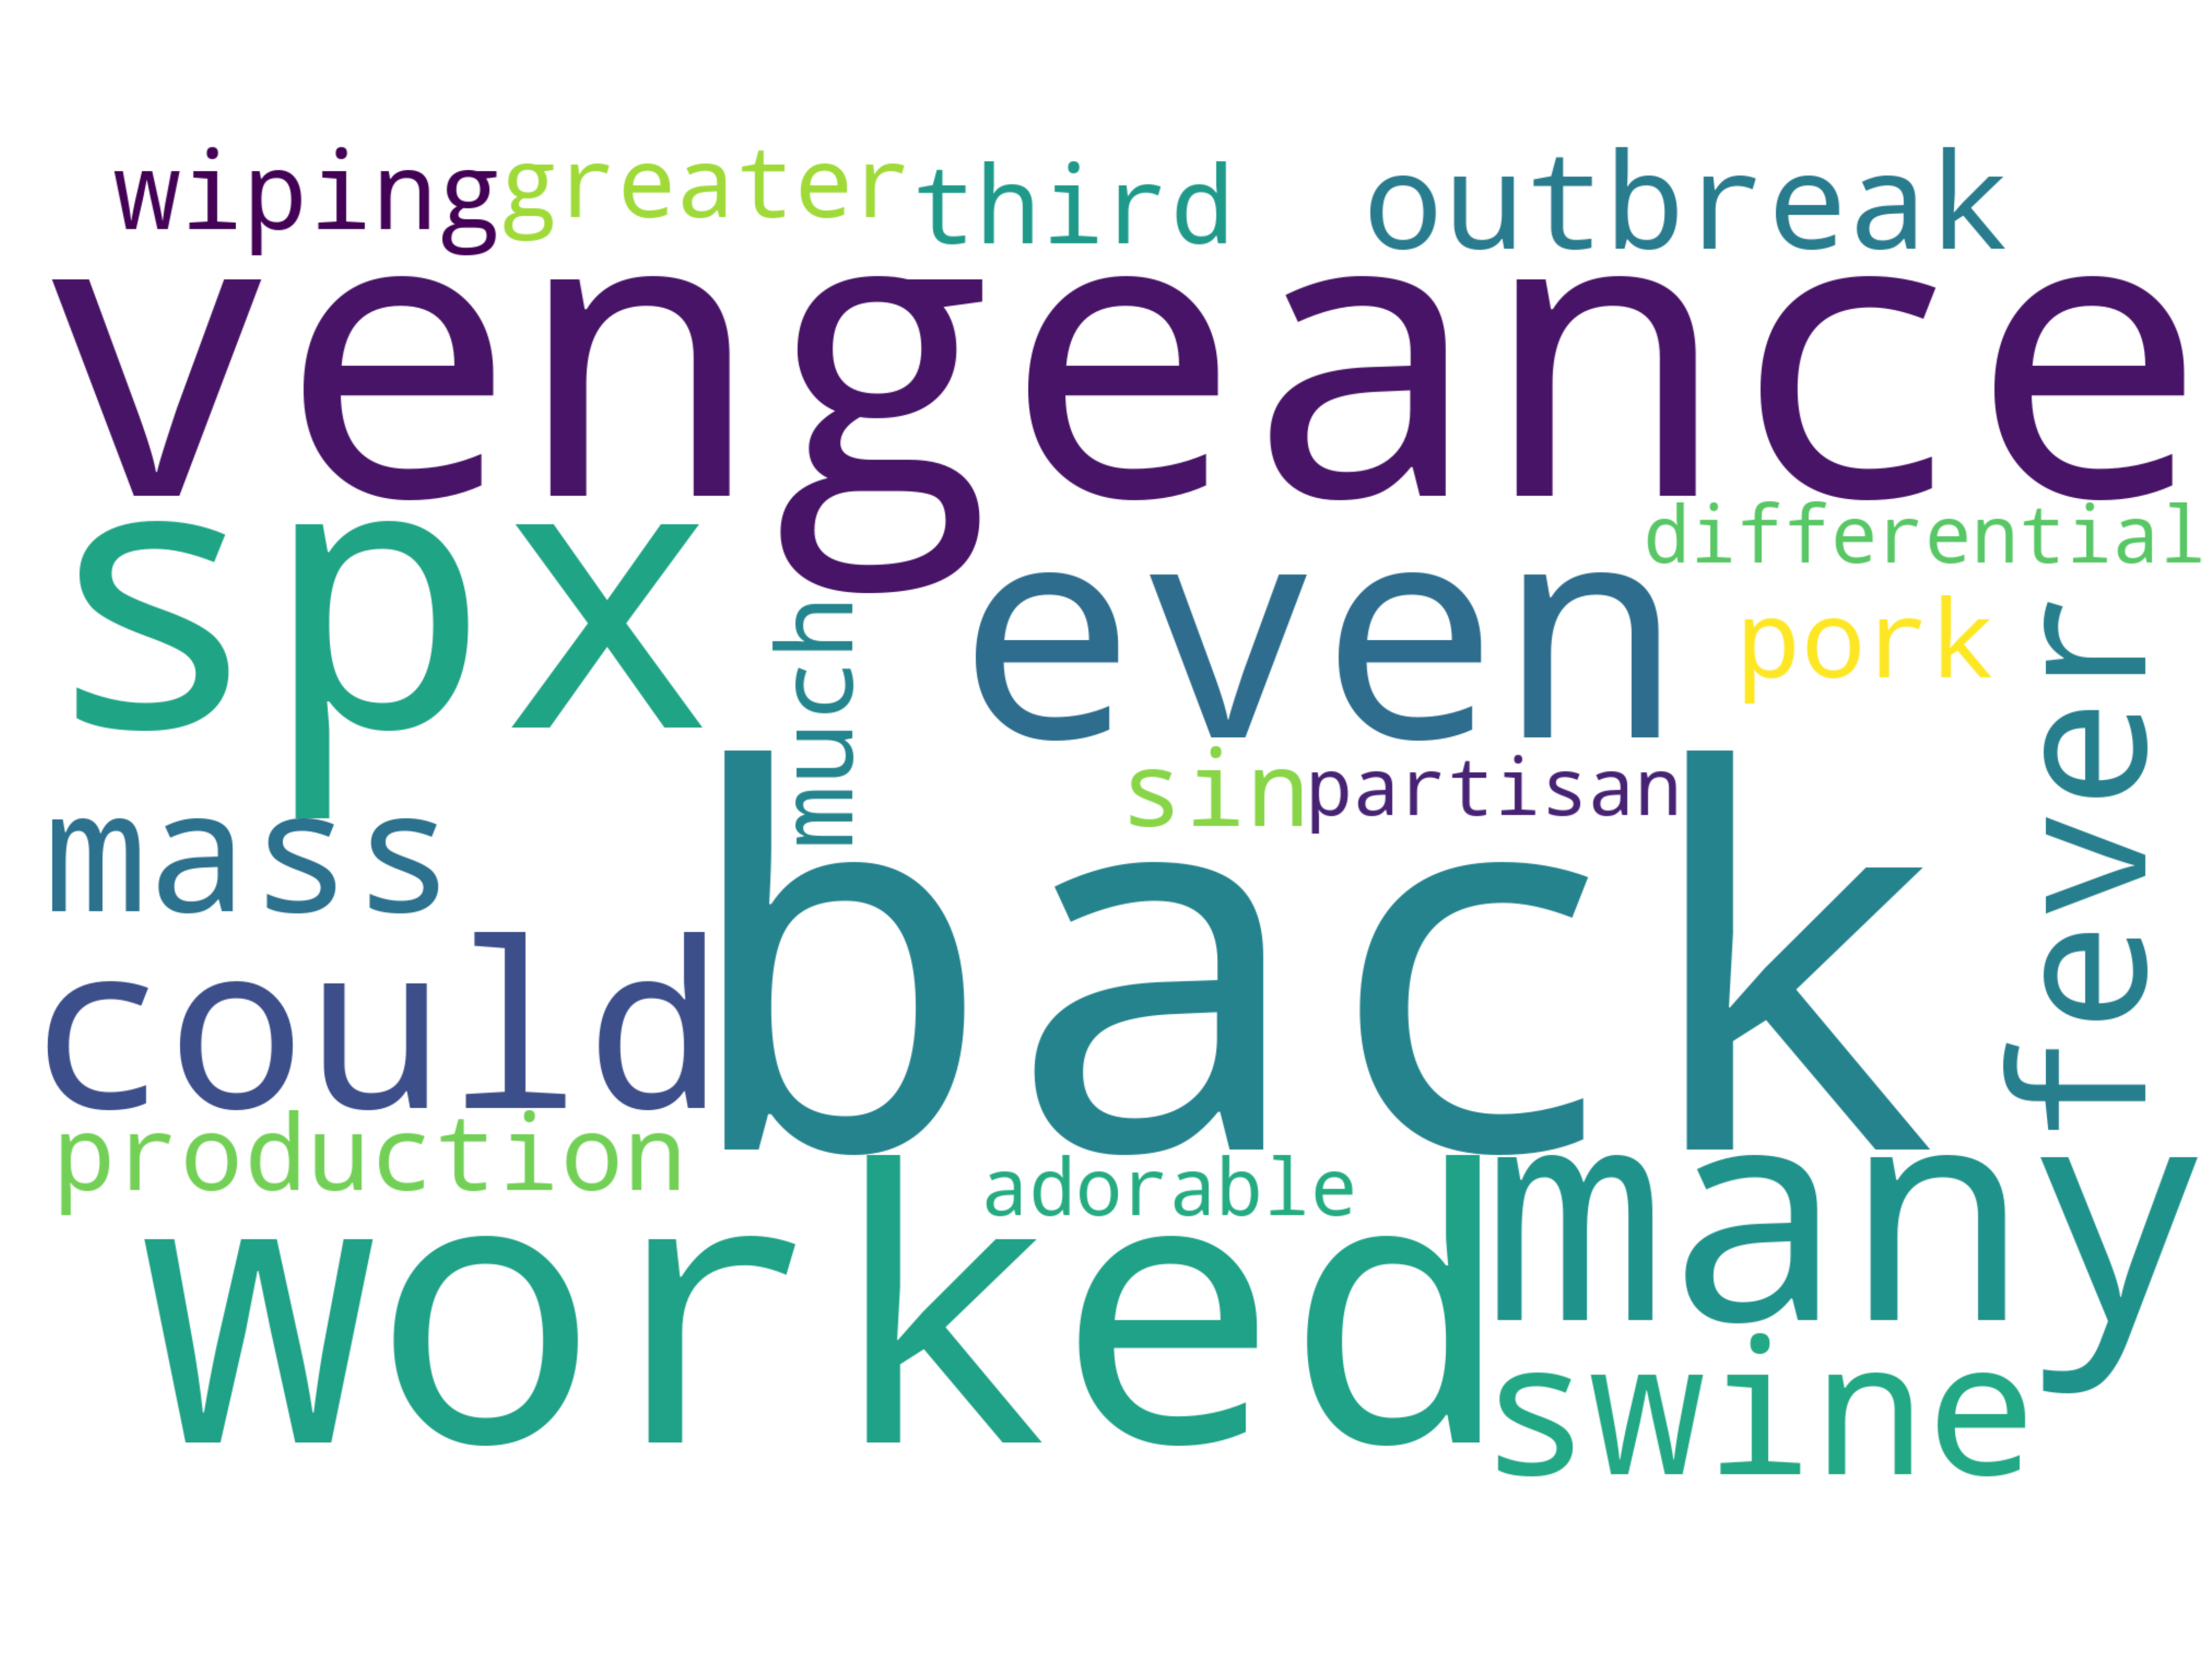 wiping greater third outbreak
vengeance
differential
spx even pork
much
fever
sin partisan
mass
back
could
production
adorable
many
worked
swine